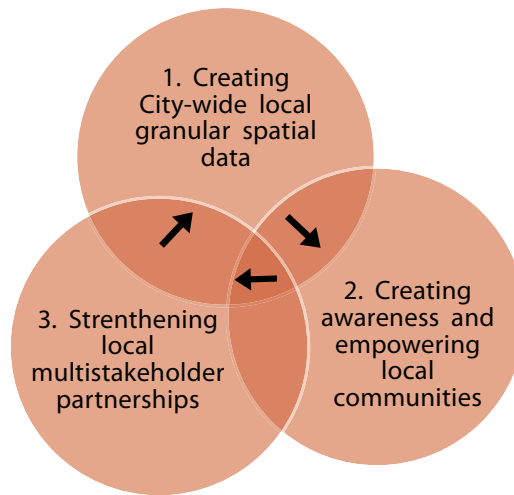 1. Creating
City-wide local
granular spatial
data
2. Creating
awareness and
empowering
local
communities
3. Strenthening
local
multistakeholder
partnerships